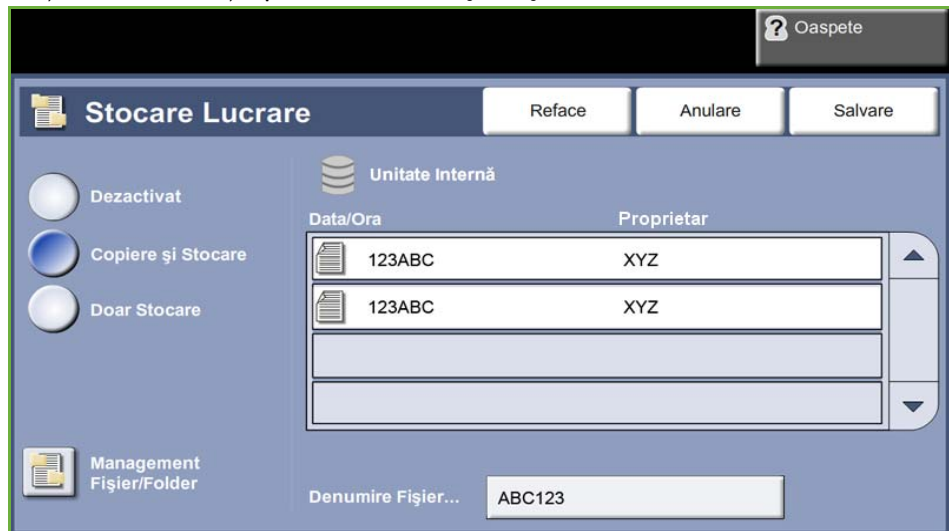 Oaspete
Stocare Lucrare
Reface
Anulare
Salvare
Dezactivat
Copiere şi Stocare
Doar Stocare
Management
Fişier/Folder
Unitate Internă
Data/Ora Proprietar
123ABC XYZ
123ABC XYZ
Denumire Fişier... ABC123